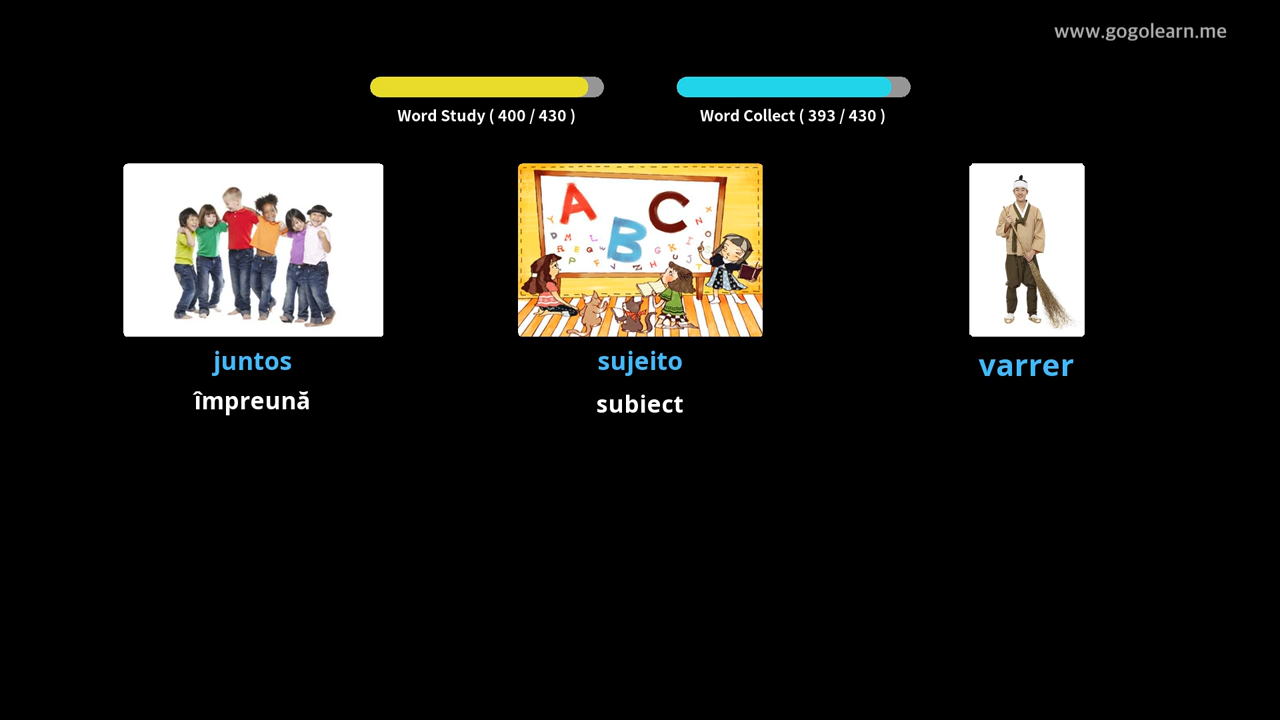 www.gogolearn.me
Word Study ( 400 / 430 )
Word Collect ( 393 / 430 )
A
B
C
juntos
împreună
sujeito
subiect
varrer